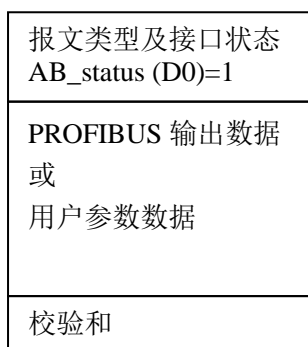 报文类型及接口状态
AB_status (D0)=1
PROFIBUS 输出数据
或
用户参数数据
校验和